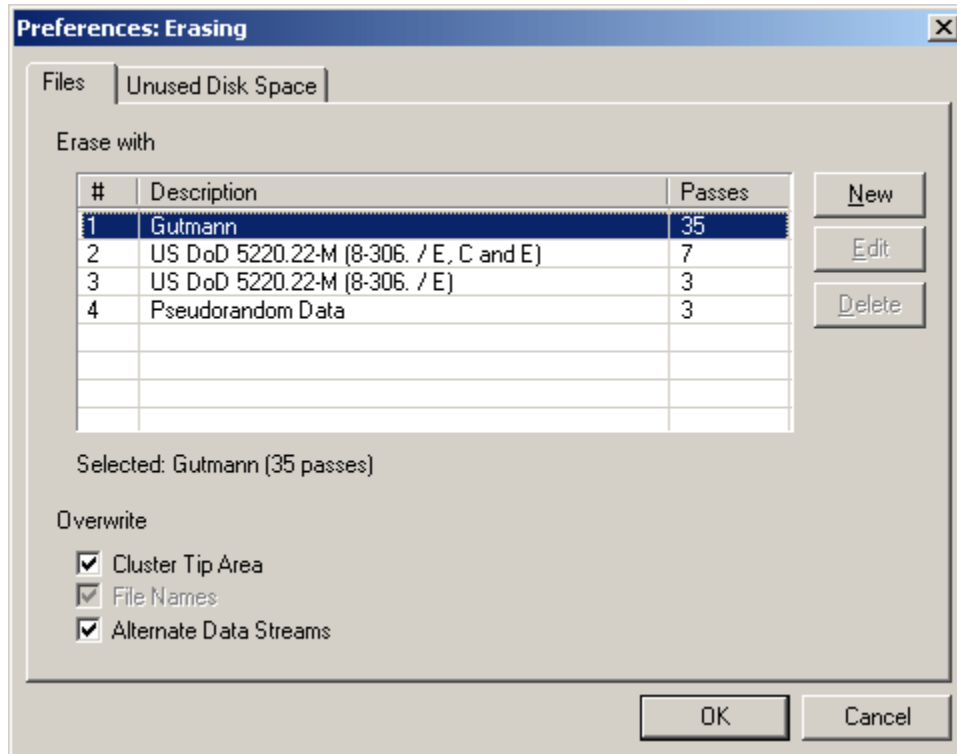 Preferences: Erasing
Files Unused Disk Space
Erase with
# Description Passes
1 Gutmann 35
2 US DoD 5220.22-M (8-306. / E, C and E) 7
3 US DoD 5220.22-M (8-306. / E) 3
4 Pseudorandom Data 3
New
Edit
Delete
Selected: Gutmann (35 passes)
Overwrite
Cluster Tip Area
File Names
Alternate Data Streams
OK Cancel